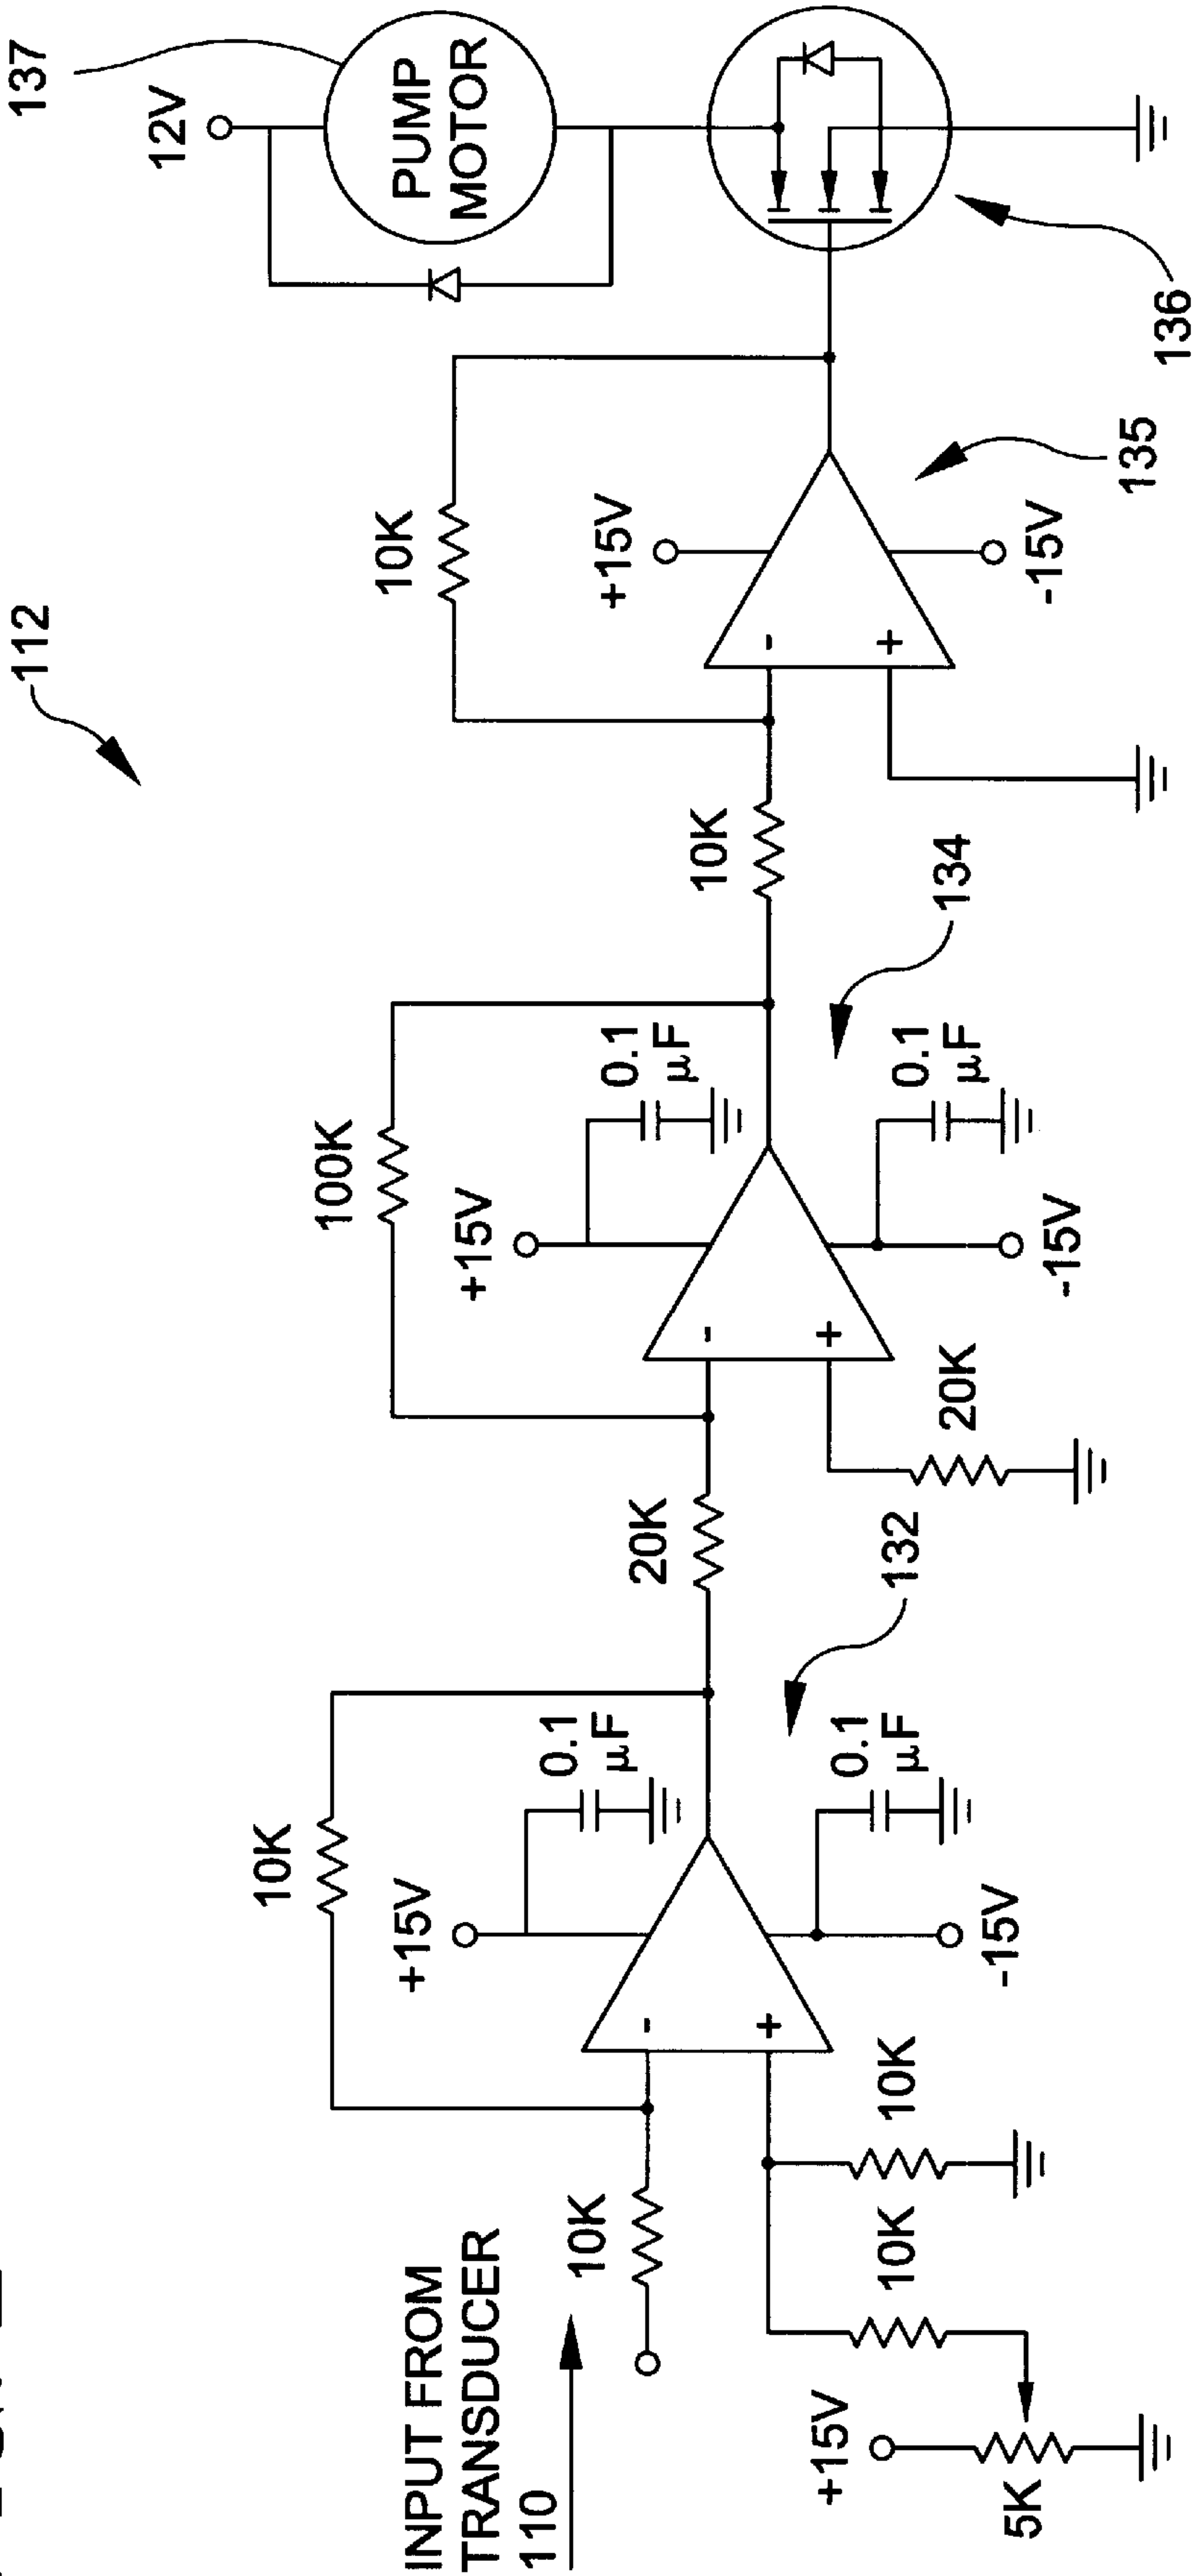 112
137
12V
PUMP
MOTOR
136
10K
+15V
-
+
-15V
135
10K
100K
+15V
0.1
μF
-
+
-15V
0.1
μF
134
20K
20K
10K
+15V
0.1
μF
-
+
-15V
0.1
μF
132
INPUT FROM
TRANSDUCER
110
10K
10K
10K
+15V
5K